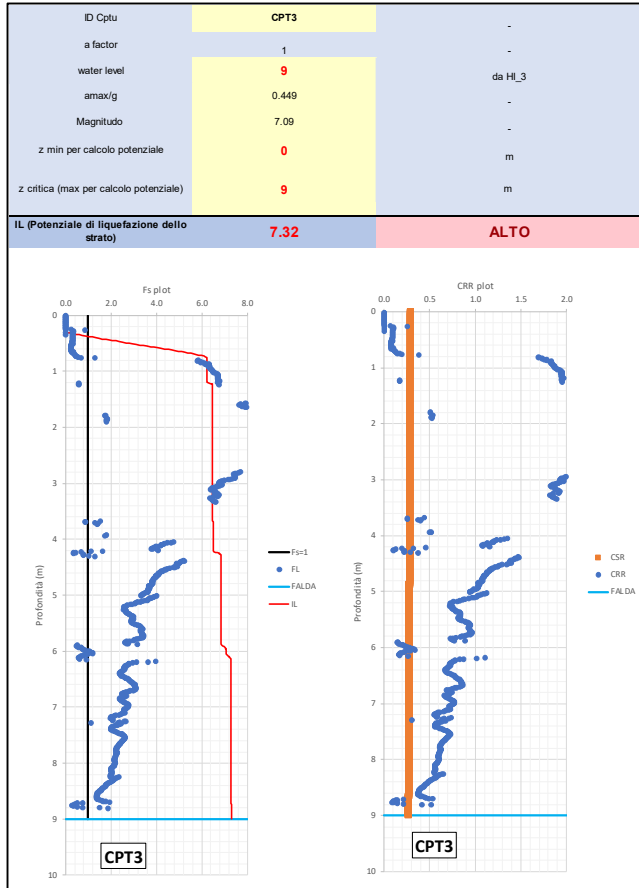 ID Cptu CPT3 -
a factor 1 -
water level 9 da HI_3
amax/g 0.449 -
Magnitudo 7.09 -
z min per calcolo potenziale 0 m
z critica (max per calcolo potenziale) 9 m
IL (Potenziale di liquefazione dello strato) 7.32 ALTO
Fs plot
0.0 2.0 4.0 6.0 8.0
0
1
2
3
4
5
6
7
8
9
10
Profondità (m)
Fs=1
FL
FALDA
IL
CPT3
CRR plot
0.0 0.5 1.0 1.5 2.0
0
1
2
3
4
5
6
7
8
9
10
Profondità (m)
CSR
CRR
FALDA
CPT3